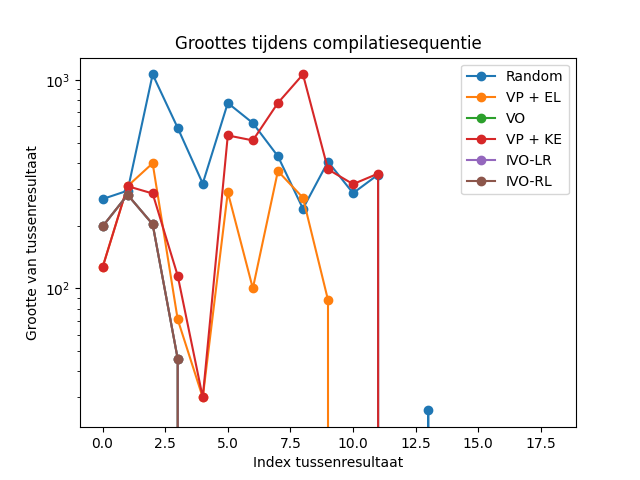 Groottes tijdens compilatiesequentie
Grootte van tussenresultaat
10³
10²
Random
VP + EL
VO
VP + KE
IVO-LR
IVO-RL
0.0 2.5 5.0 7.5 10.0 12.5 15.0 17.5
Index tussenresultaat